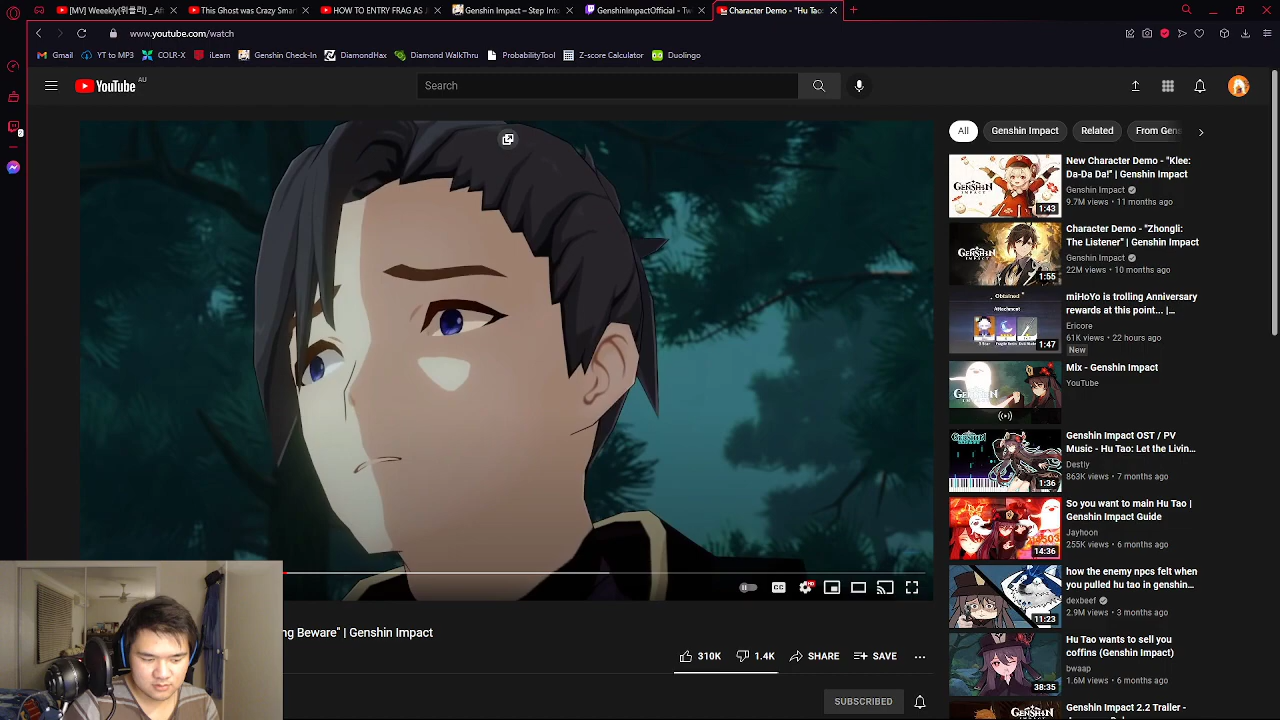 [MV] Weeekly(위클리) _ Aft
This Ghost was Crazy Smar
HOW TO ENTRY FRAG AS J
Genshin Impact – Step Into
GenshinImpactOfficial - Tw
Character Demo - "Hu Tao:
www.youtube.com/watch
Gmail
YT to MP3
COLR-X
iLearn
Genshin Check-In
DiamondHax
Diamond WalkThru
ProbabilityTool
Z-score Calculator
Duolingo
YouTube AU
Search
All
Genshin Impact
Related
From Gens
New Character Demo - "Klee:
Da-Da Da!" | Genshin Impact
Genshin Impact
9.7M views • 11 months ago
1:43
Character Demo - "Zhongli:
The Listener" | Genshin Impact
Genshin Impact
22M views • 10 months ago
1:55
Obtained
Attachment
miHoYo is trolling Anniversary
rewards at this point... |
Ericore
61K views • 22 hours ago
New
1:47
Mix - Genshin Impact
YouTube
Genshin Impact OST / PV
Music - Hu Tao: Let the Livin...
Destly
863K views • 7 months ago
1:36
So you want to main Hu Tao |
Genshin Impact Guide
Jayhoon
255K views • 6 months ago
14:36
how the enemy npcs felt when
you pulled hu tao in genshin...
dexbeef
2.9M views • 3 months ago
11:23
Hu Tao wants to sell you
coffins (Genshin Impact)
bwaap
1.6M views • 6 months ago
38:35
Genshin Impact 2.2 Trailer -
CC
HD
ng Beware" | Genshin Impact
310K
1.4K
SHARE
SAVE
SUBSCRIBED